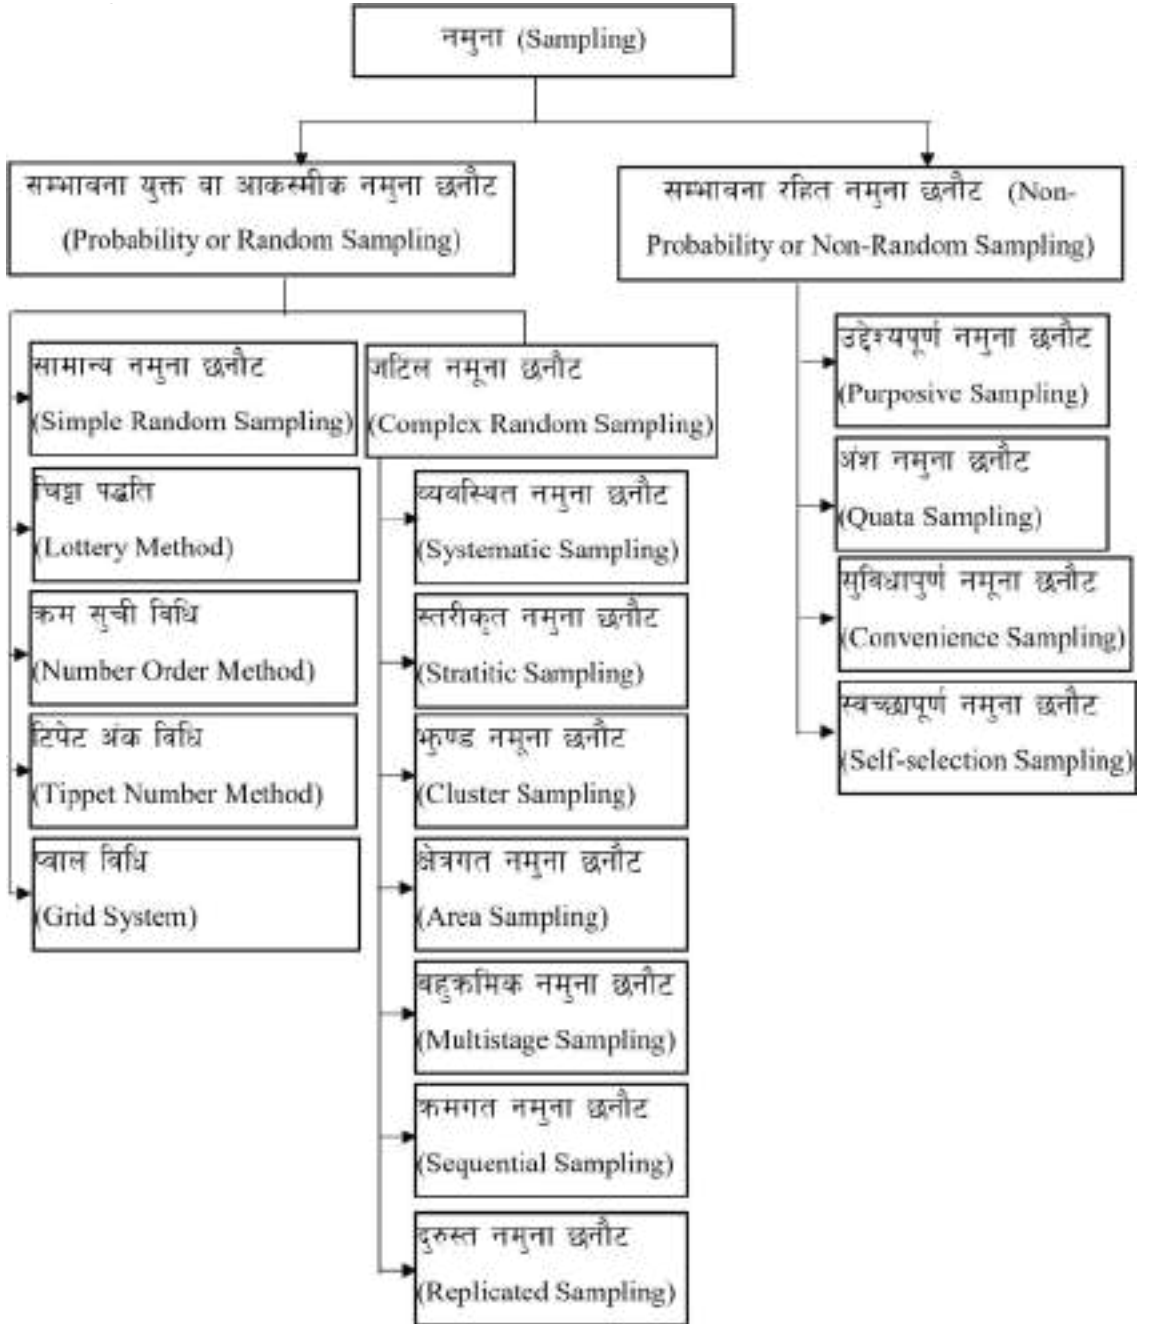 नमुना (Sampling)
सम्भावना युक्त वा आकस्मीक नमुना छनौट
(Probability or Random Sampling)
सम्भावना रहित नमुना छनौट (Non-
Probability or Non-Random Sampling)
सामान्य नमुना छनौट
(Simple Random Sampling)
चिट्ठा पद्धति
(Lottery Method)
क्रम सुची विधि
(Number Order Method)
टिपेट अंक विधि
(Tippet Number Method)
प्वाल विधि
(Grid System)
जटिल नमूना छनौट
(Complex Random Sampling)
व्यवस्थित नमुना छनौट
(Systematic Sampling)
स्तरीकृत नमुना छनौट
(Stratitic Sampling)
झुण्ड नमूना छनौट
(Cluster Sampling)
क्षेत्रगत नमुना छनौट
(Area Sampling)
बहुक्रमिक नमुना छनौट
(Multistage Sampling)
क्रमगत नमुना छनौट
(Sequential Sampling)
दुरुस्त नमुना छनौट
(Replicated Sampling)
उद्देश्यपूर्ण नमुना छनौट
(Purposive Sampling)
अंश नमुना छनौट
(Quata Sampling)
सुविधापुर्ण नमूना छनौट
(Convenience Sampling)
स्वच्छापूर्ण नमुना छनौट
(Self-selection Sampling)